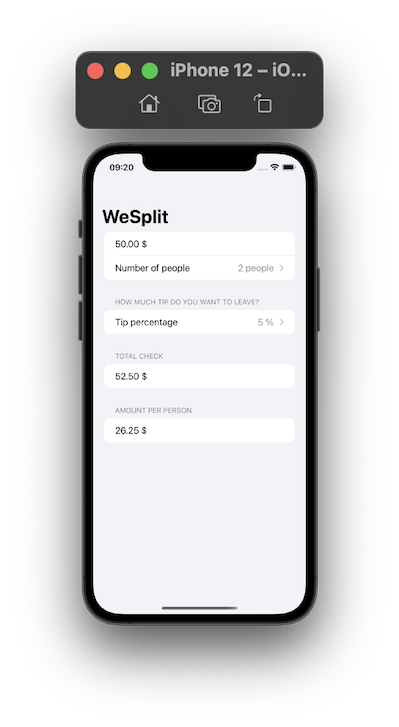 iPhone 12 – iO...
09:20
WeSplit
50.00 $
Number of people 2 people
HOW MUCH TIP DO YOU WANT TO LEAVE?
Tip percentage 5 %
TOTAL CHECK
52.50 $
AMOUNT PER PERSON
26.25 $